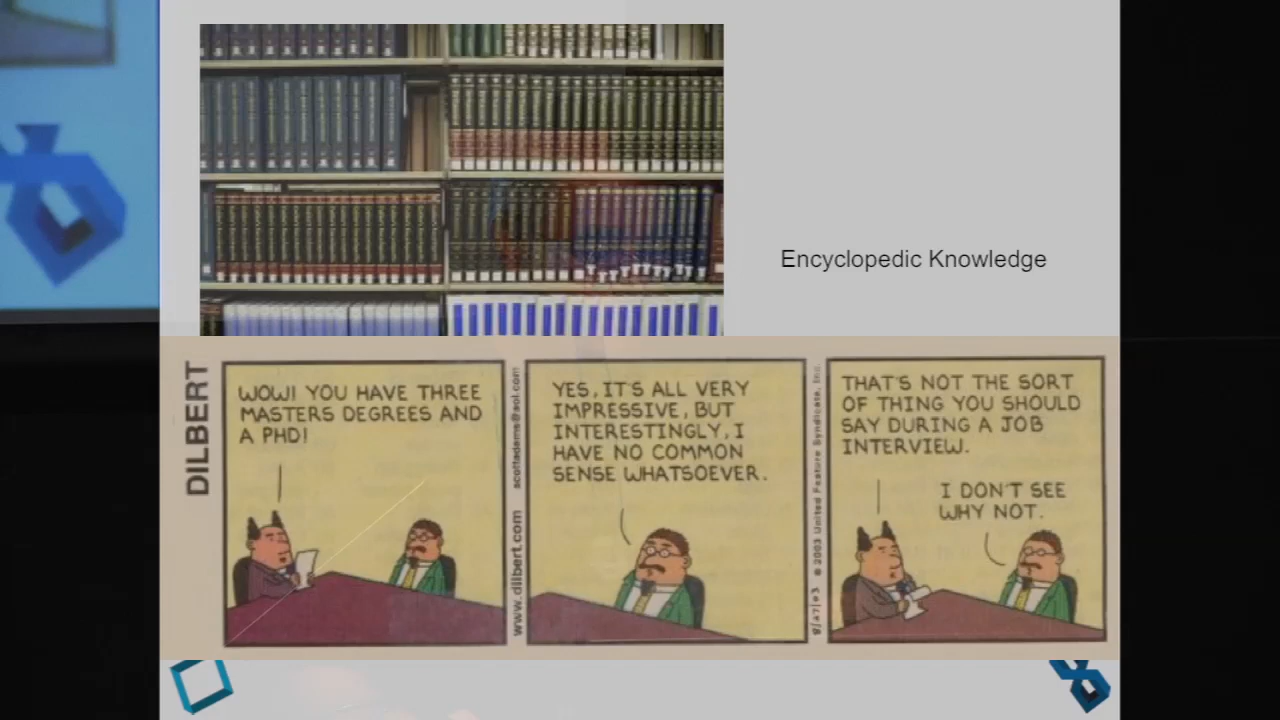 Encyclopedic Knowledge
DILBERT
WOW! YOU HAVE THREE
MASTERS DEGREES AND
A PHD!
www.dilbert.com scottadams@aol.com
YES, IT'S ALL VERY
IMPRESSIVE, BUT
INTERESTINGLY, I
HAVE NO COMMON
SENSE WHATSOEVER.
© 2003 United Feature Syndicate, Inc.
THAT'S NOT THE SORT
OF THING YOU SHOULD
SAY DURING A JOB
INTERVIEW.
I DON'T SEE
WHY NOT.